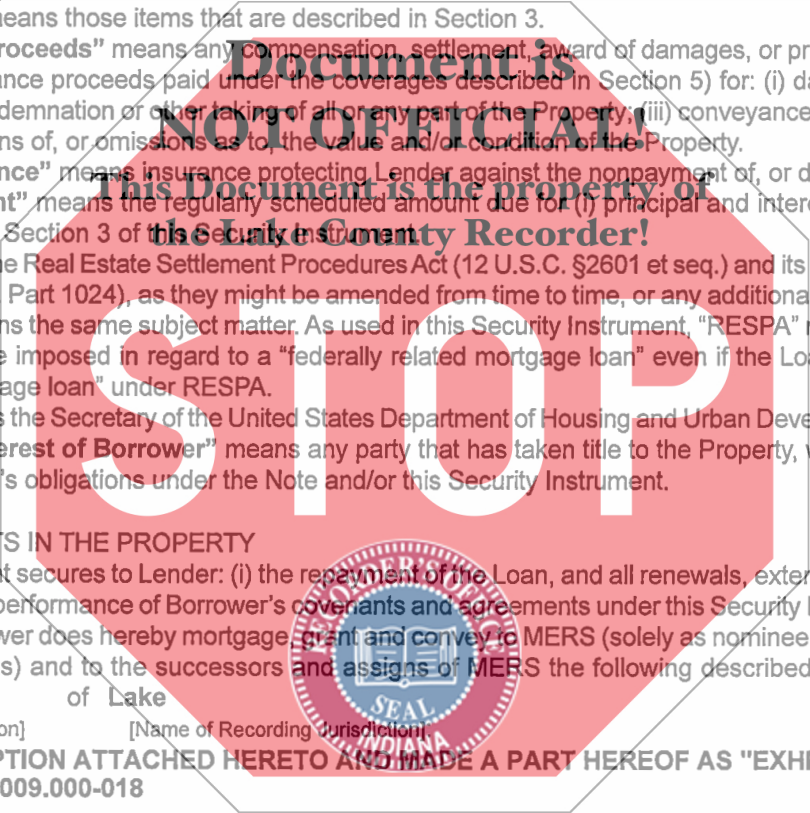 eans those items that are described in Section 3.
roceeds” means any compensation, settlement, award of damages, or pr
ance proceeds paid under the coverages described in Section 5) for: (i) da
demnation or other taking of all or any part of the Property; (iii) conveyance
ns of, or omissions as to, the value and/or condition of the Property.
nce” means insurance protecting Lender against the nonpayment of, or d
nt” means the regularly scheduled amount due for (i) principal and inter
Section 3 of this Security Instrument.
e Real Estate Settlement Procedures Act (12 U.S.C. §2601 et seq.) and its
Part 1024), as they might be amended from time to time, or any additiona
ns the same subject matter. As used in this Security Instrument, “RESPA”
e imposed in regard to a “federally related mortgage loan” even if the Loa
age loan” under RESPA.
s the Secretary of the United States Department of Housing and Urban Deve
erest of Borrower” means any party that has taken title to the Property,
’s obligations under the Note and/or this Security Instrument.
S IN THE PROPERTY
t secures to Lender: (i) the repayment of the Loan, and all renewals, exter
performance of Borrower’s covenants and agreements under this Security
wer does hereby mortgage, grant and convey to MERS (solely as nominee
s) and to the successors and assigns of MERS the following described
of Lake
on] [Name of Recording Jurisdiction]:
PTION ATTACHED HERETO AND MADE A PART HEREOF AS "EXHI
009.000-018
Document is
NOT OFFICIAL!
This Document is the property of
the Lake County Recorder!
STOP
RECORDER'S OFFICE
SEAL
INDIANA